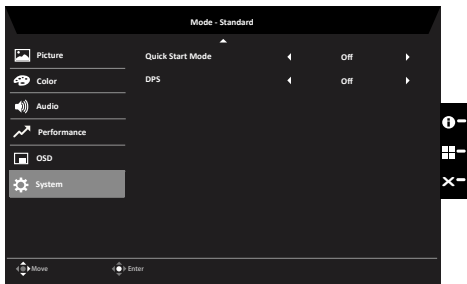 Mode - Standard
Picture
Quick Start Mode
Off
Color
DPS
Off
Audio
Performance
OSD
System
Move
Enter